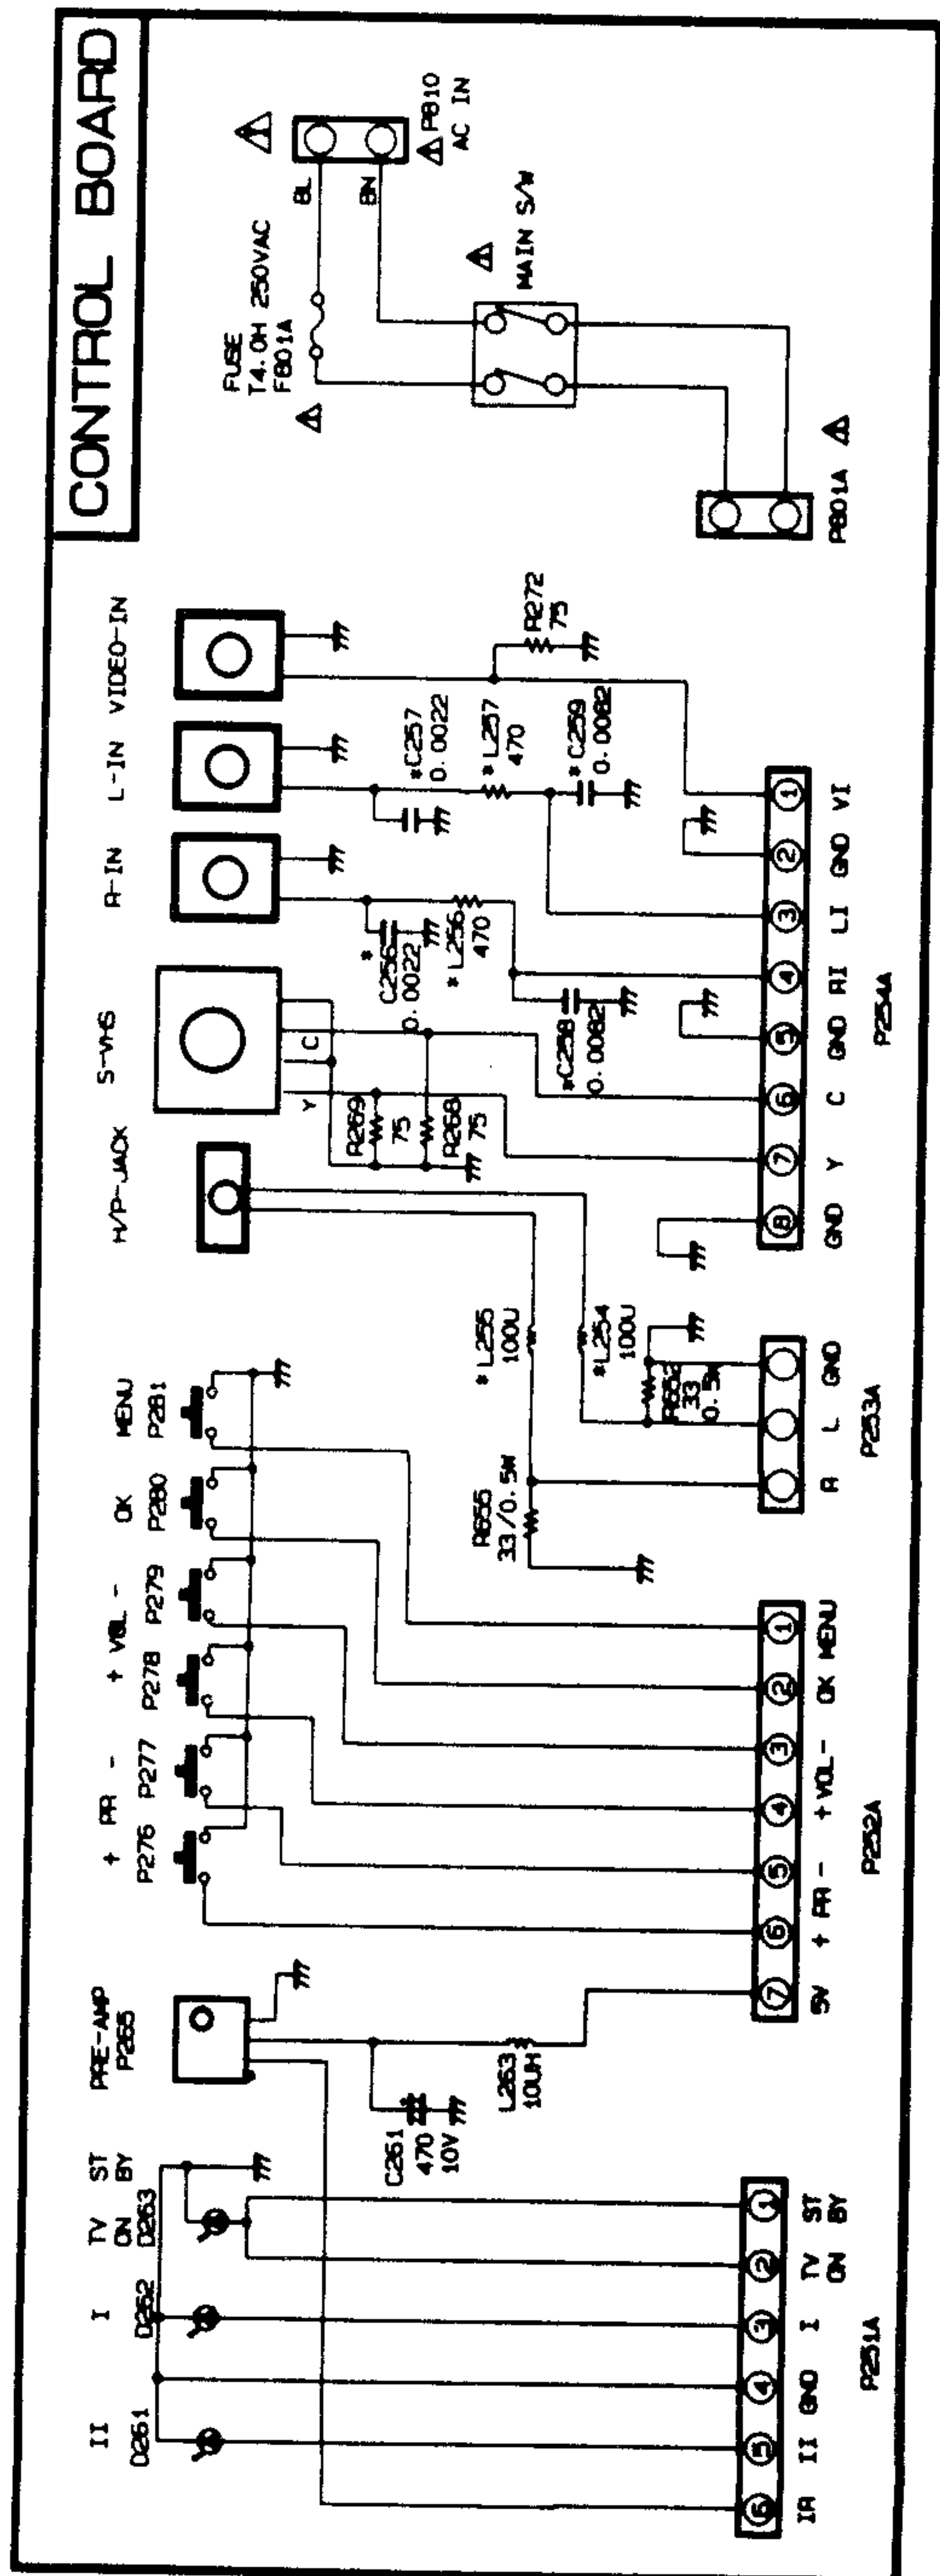 CONTROL BOARD
II
I
TV
ON
ST
BY
D261
D262
D263
PRE-AMP
P265
+ PR -
P276
P277
+ VOL -
P278
P279
OK
P280
MENU
P281
H/P-JACK
S-VHS
R-IN
L-IN
VIDEO-IN
FUSE
T4.0H 250VAC
F801A
BL
BN
P810
AC IN
MAIN S/W
P801A
C261
470
10V
L263
10UH
R655
33/0.5W
*L255
100U
*L254
100U
R652
33
0.5W
Y
C
R269
75
R268
75
*
C256
0.0022
*L256
470
*C258
0.0082
*C257
0.0022
*L257
470
*C259
0.0082
R272
75
6 5 4 3 2 1
IR II GND I TV ON ST BY
P251A
7 6 5 4 3 2 1
5V + PR - +VOL- OK MENU
P252A
R L GND
P253A
8 7 6 5 4 3 2 1
GND Y C GND RI LI GND VI
P254A